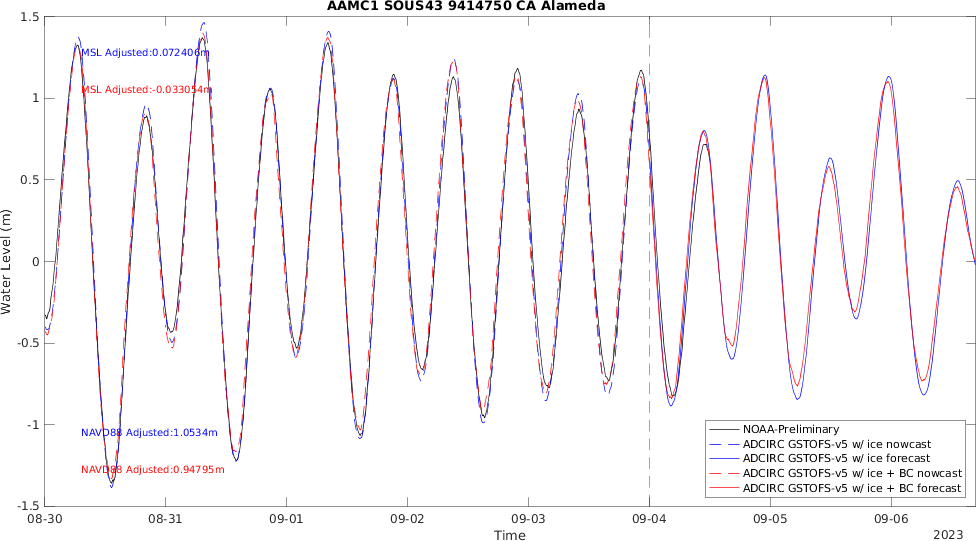 AAMC1 SOUS43 9414750 CA Alameda
1.5
MSL Adjusted:0.072406m
MSL Adjusted:-0.033054m
1
0.5
0
-0.5
-1
-1.5
Water Level (m)
NAVD88 Adjusted:1.0534m
NAVD88 Adjusted:0.94795m
NOAA-Preliminary
ADCIRC GSTOFS-v5 w/ ice nowcast
ADCIRC GSTOFS-v5 w/ ice forecast
ADCIRC GSTOFS-v5 w/ ice + BC nowcast
ADCIRC GSTOFS-v5 w/ ice + BC forecast
08-30 08-31 09-01 09-02 09-03 09-04 09-05 09-06
Time
2023